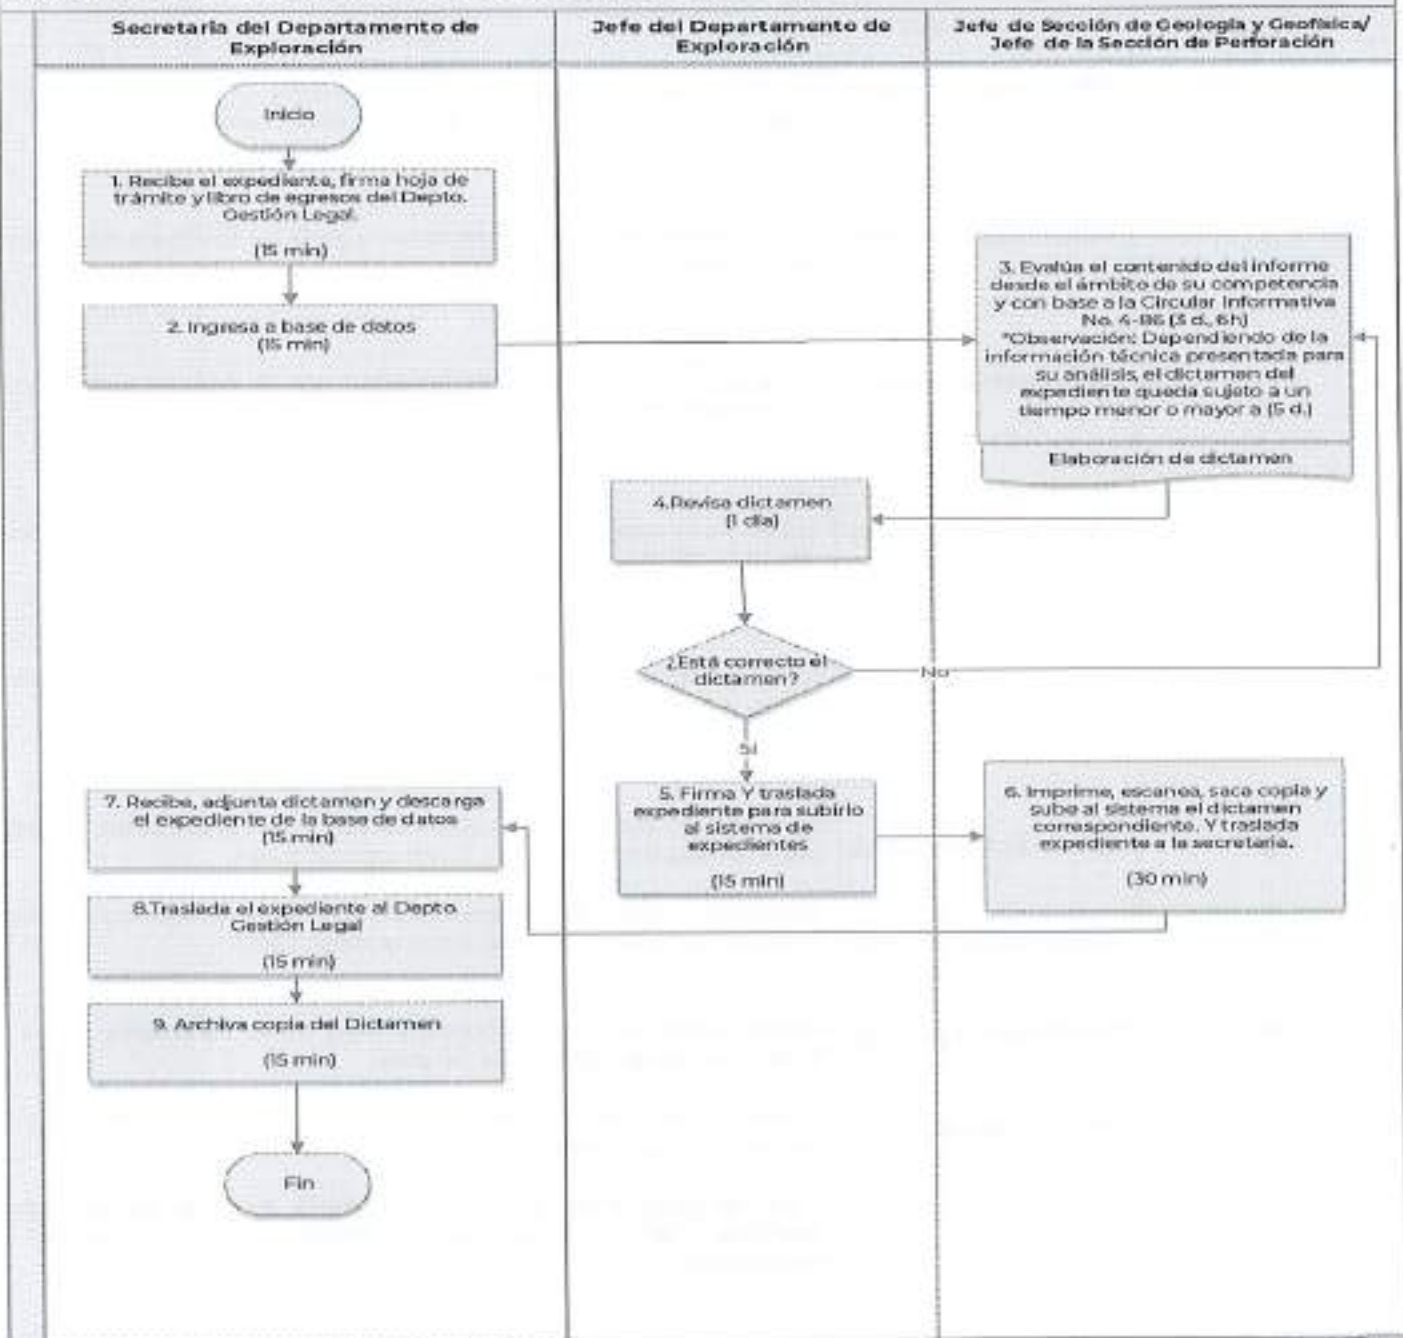 Secretaria del Departamento de
Exploración
Jefe del Departamento de
Exploración
Jefe de Sección de Geología y Geofísica/
Jefe de la Sección de Perforación
Inicio
1. Recibe el expediente, firma hoja de
trámite y libro de egresos del Depto.
Gestión Legal.
(15 min)
2. Ingresa a base de datos
(15 min)
3. Evalúa el contenido del informe
desde el ámbito de su competencia
y con base a la Circular Informativa
No. 4-86 (3 d., 6h)
*Observación: Dependiendo de la
información técnica presentada para
su análisis, el dictamen del
expediente queda sujeto a un
tiempo menor o mayor a (5 d.)
Elaboración de dictamen
4.Revisa dictamen
(1 día)
¿Está correcto el
dictamen?
No
Sí
5. Firma Y traslada
expediente para subirlo
al sistema de
expedientes
(15 min)
6. Imprime, escanea, saca copia y
sube al sistema el dictamen
correspondiente. Y traslada
expediente a la secretaria.
(30 min)
7. Recibe, adjunta dictamen y descarga
el expediente de la base de datos
(15 min)
8.Traslada el expediente al Depto.
Gestión Legal
(15 min)
9. Archiva copia del Dictamen
(15 min)
Fin